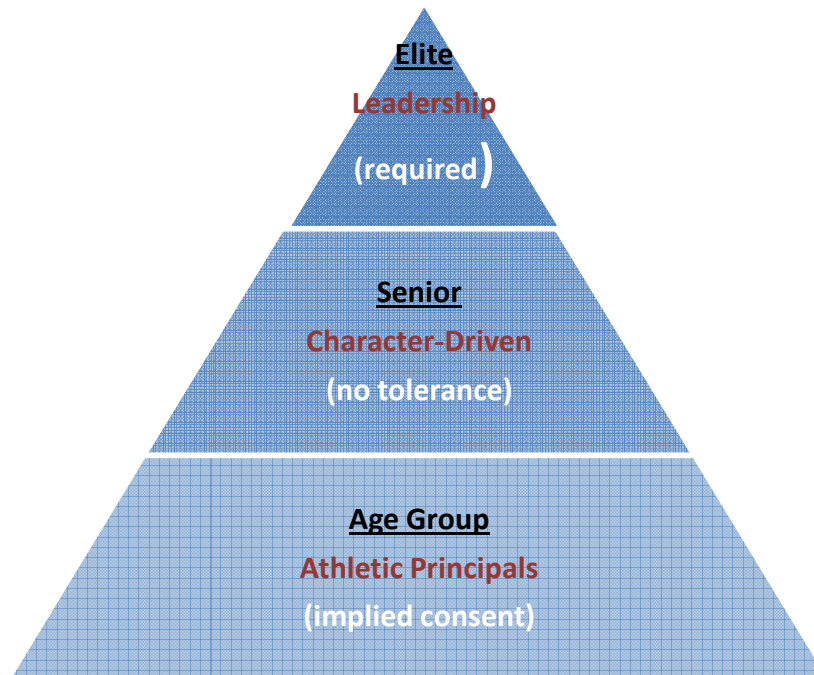 Elite
Leadership
(required)
Senior
Character-Driven
(no tolerance)
Age Group
Athletic Principals
(implied consent)